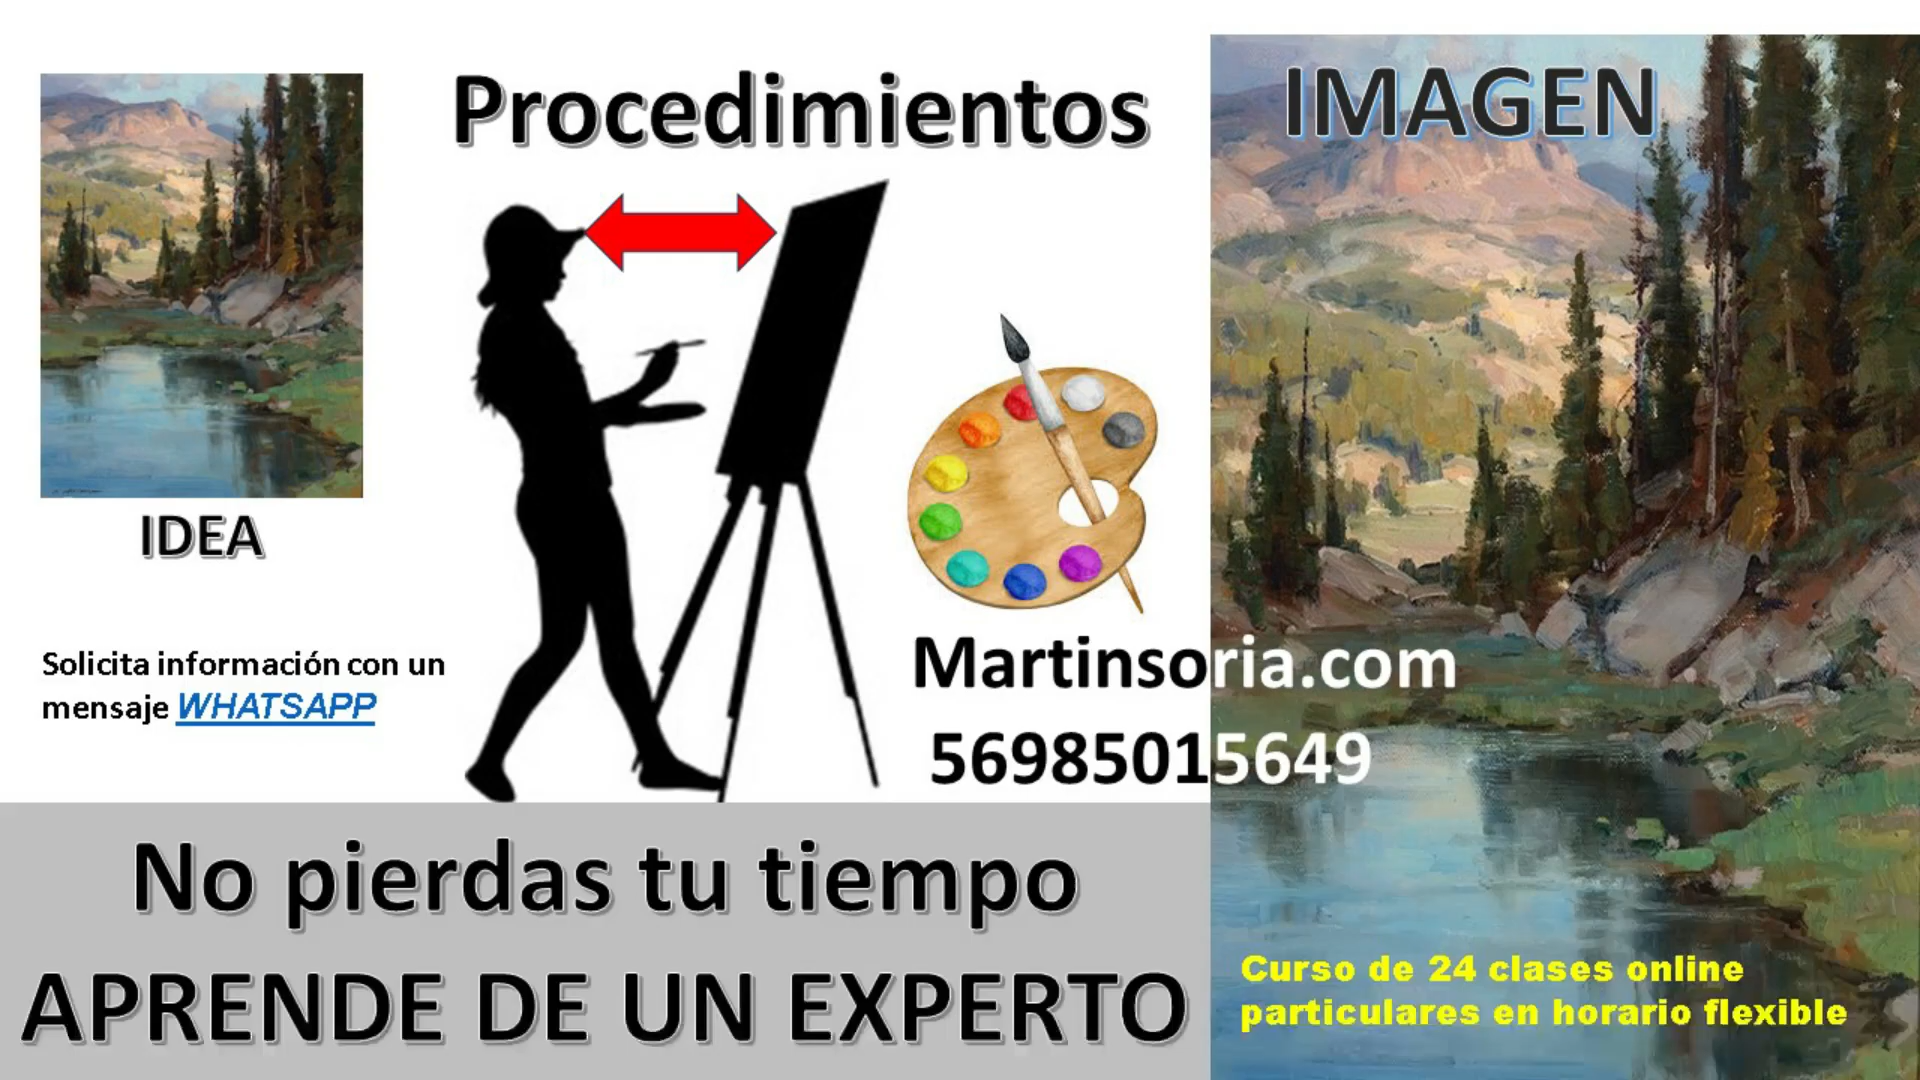 Procedimientos
IMAGEN
IDEA
Solicita información con un
mensaje WHATSAPP
Martinsoria.com
56985015649
No pierdas tu tiempo
APRENDE DE UN EXPERTO
Curso de 24 clases online
particulares en horario flexible